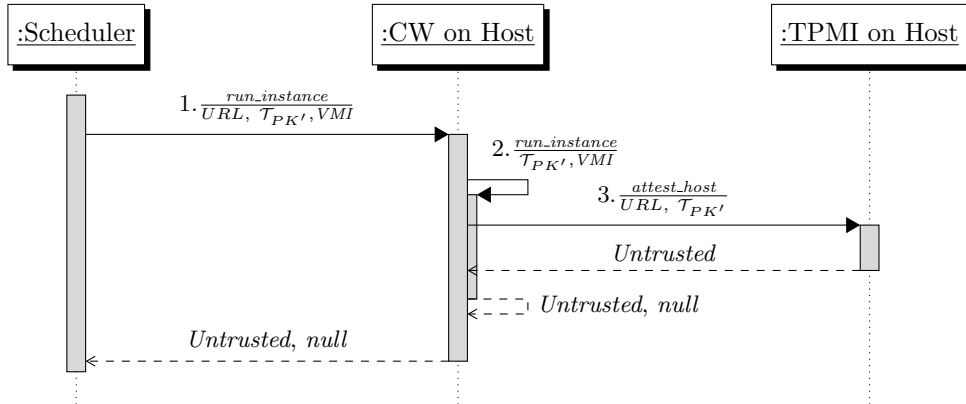 :Scheduler
:CW on Host
:TPMI on Host
1. run_instance
URL, 𝒯PK′, VMI
2. run_instance
𝒯PK′, VMI
3. attest_host
URL, 𝒯PK′
Untrusted
Untrusted, null
Untrusted, null